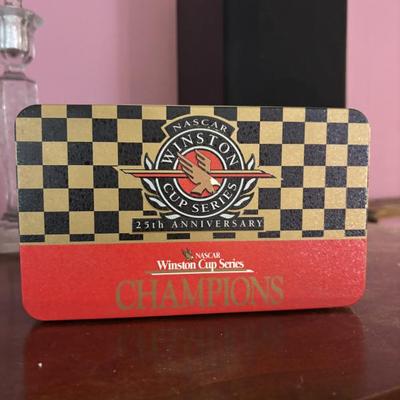 NASCAR
WINSTON
CUP SERIES
25th ANNIVERSARY
NASCAR
Winston Cup Series
CHAMPIONS